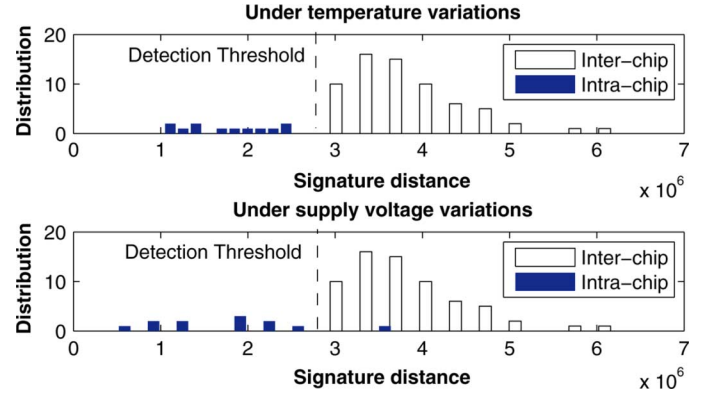 Under temperature variations
20
10
0
Distribution
Detection Threshold
Inter-chip
Intra-chip
0 1 2 3 4 5 6 7
Signature distance
x 10^6
Under supply voltage variations
20
10
0
Distribution
Detection Threshold
Inter-chip
Intra-chip
0 1 2 3 4 5 6 7
Signature distance
x 10^6